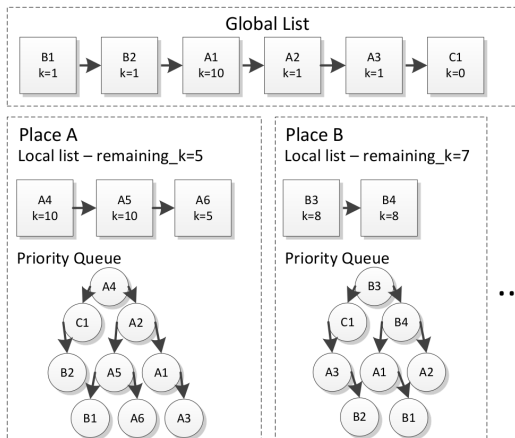 Global List
B1
k=1
B2
k=1
A1
k=10
A2
k=1
A3
k=1
C1
k=0
Place A
Local list – remaining_k=5
A4
k=10
A5
k=10
A6
k=5
Priority Queue
A4
C1
A2
B2
A5
A1
B1
A6
A3
Place B
Local list – remaining_k=7
B3
k=8
B4
k=8
Priority Queue
B3
C1
B4
A3
A1
A2
B2
B1
..